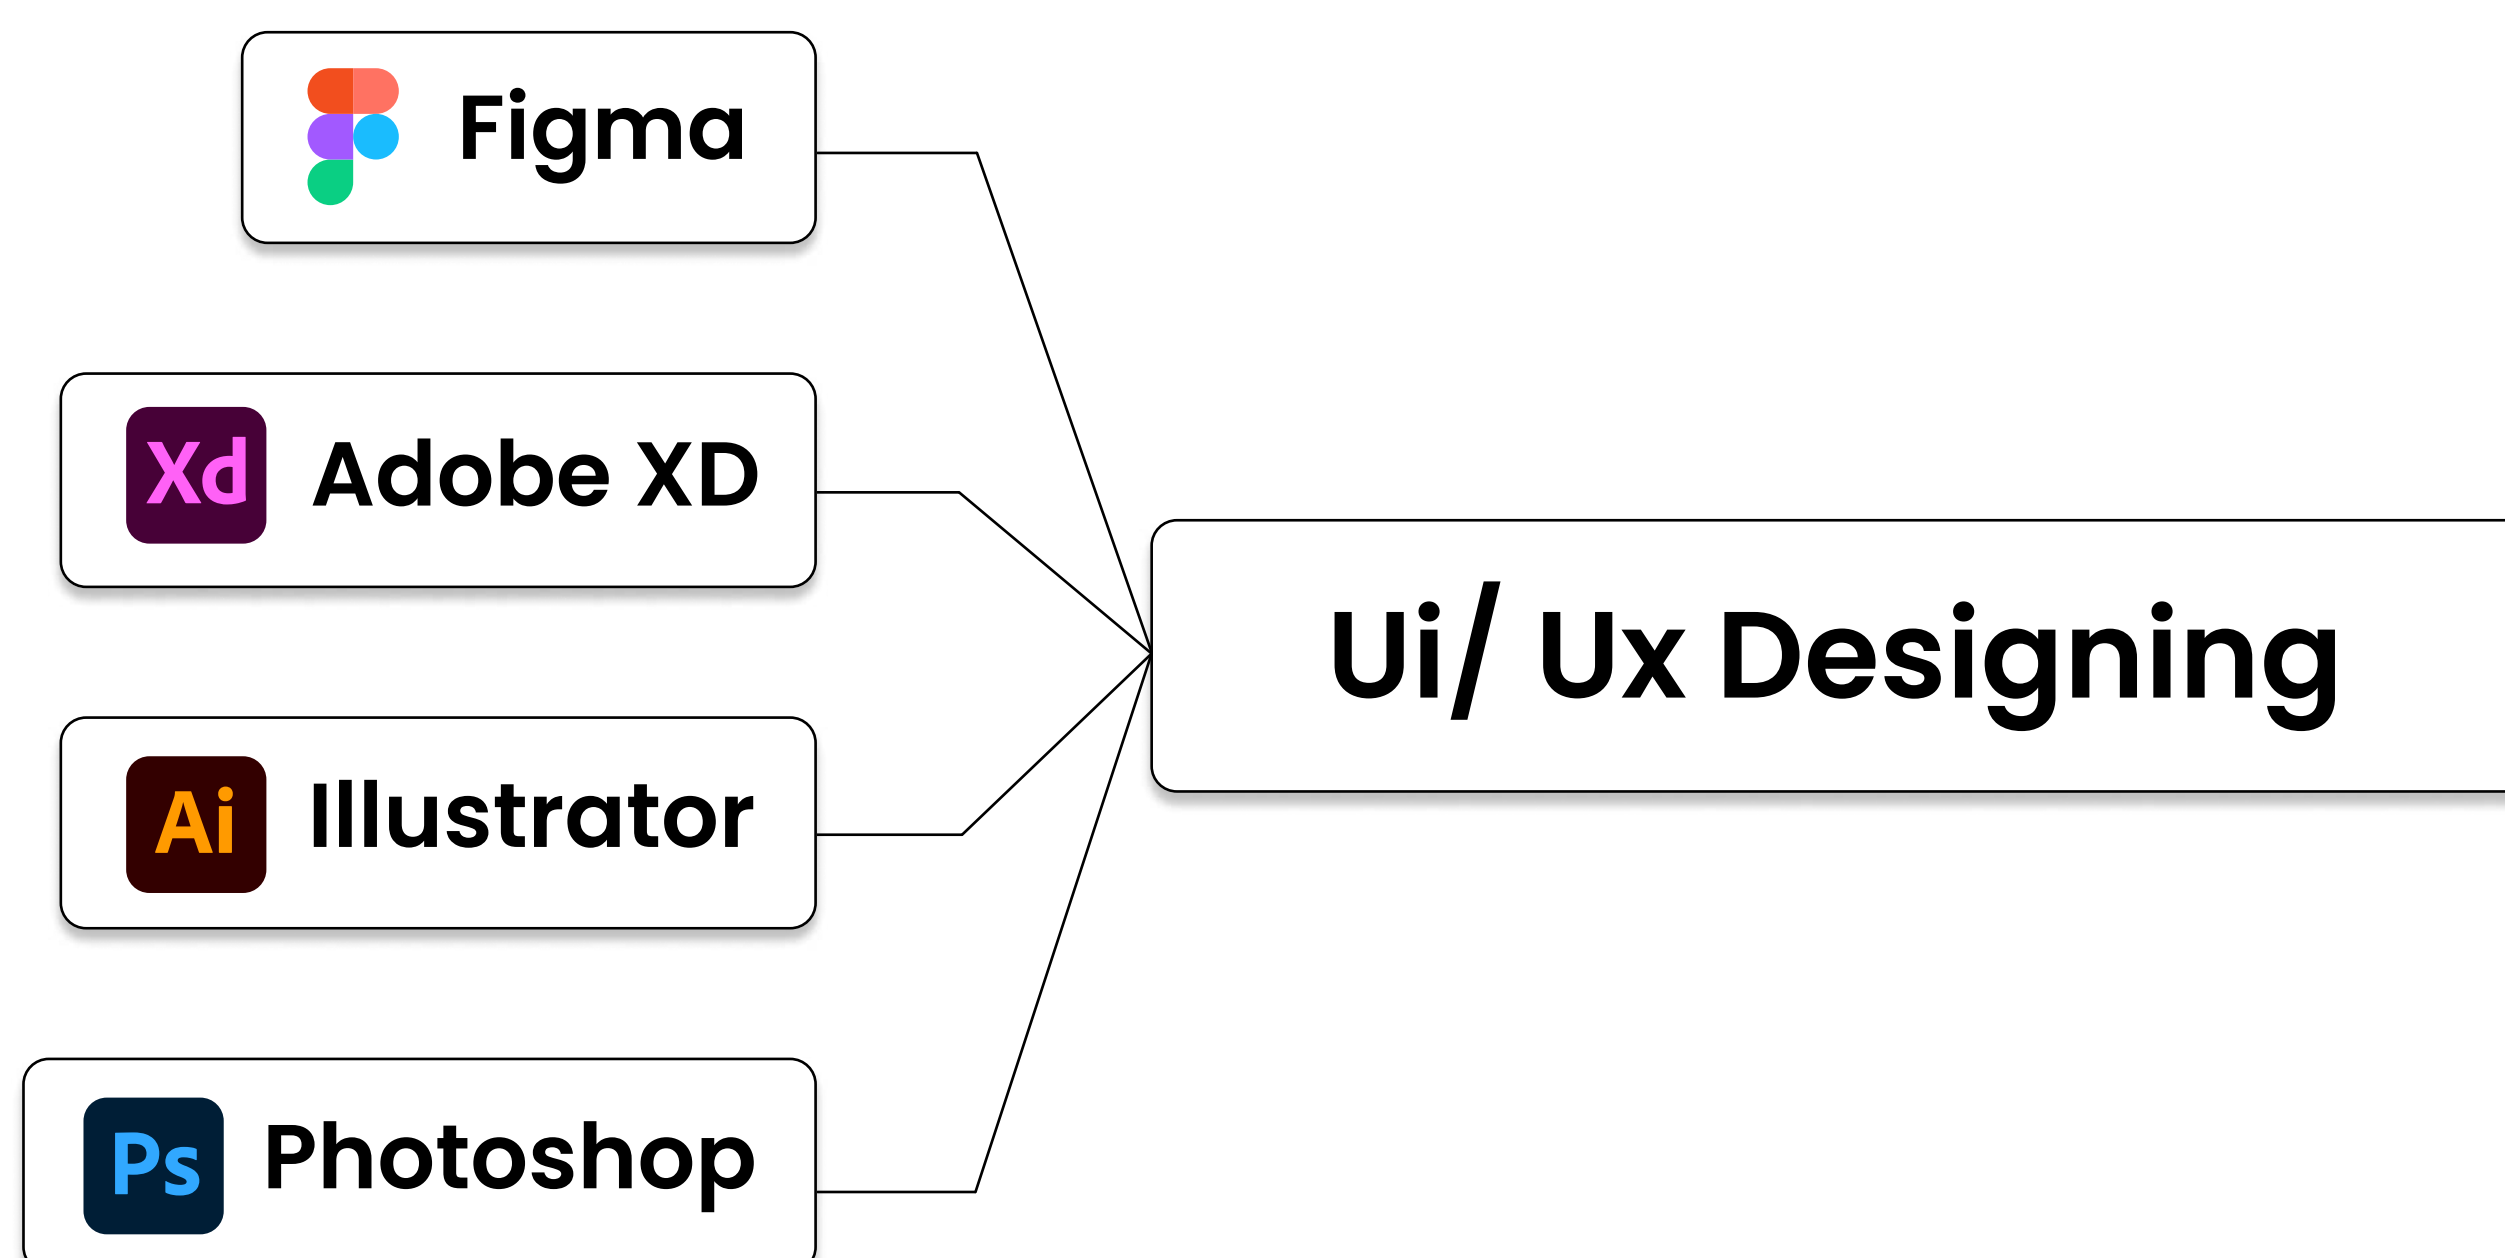 Figma
Xd Adobe XD
Ui/ Ux Designing
Ai Illustrator
Ps Photoshop